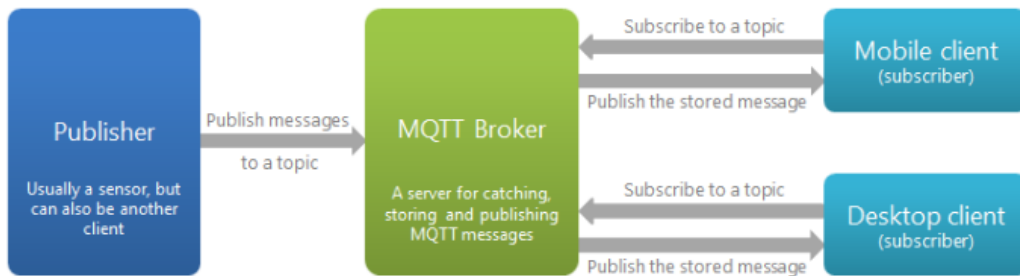 Publisher
Usually a sensor, but
can also be another
client
Publish messages
to a topic
MQTT Broker
A server for catching,
storing and publishing
MQTT messages
Subscribe to a topic
Publish the stored message
Mobile client
(subscriber)
Subscribe to a topic
Publish the stored message
Desktop client
(subscriber)